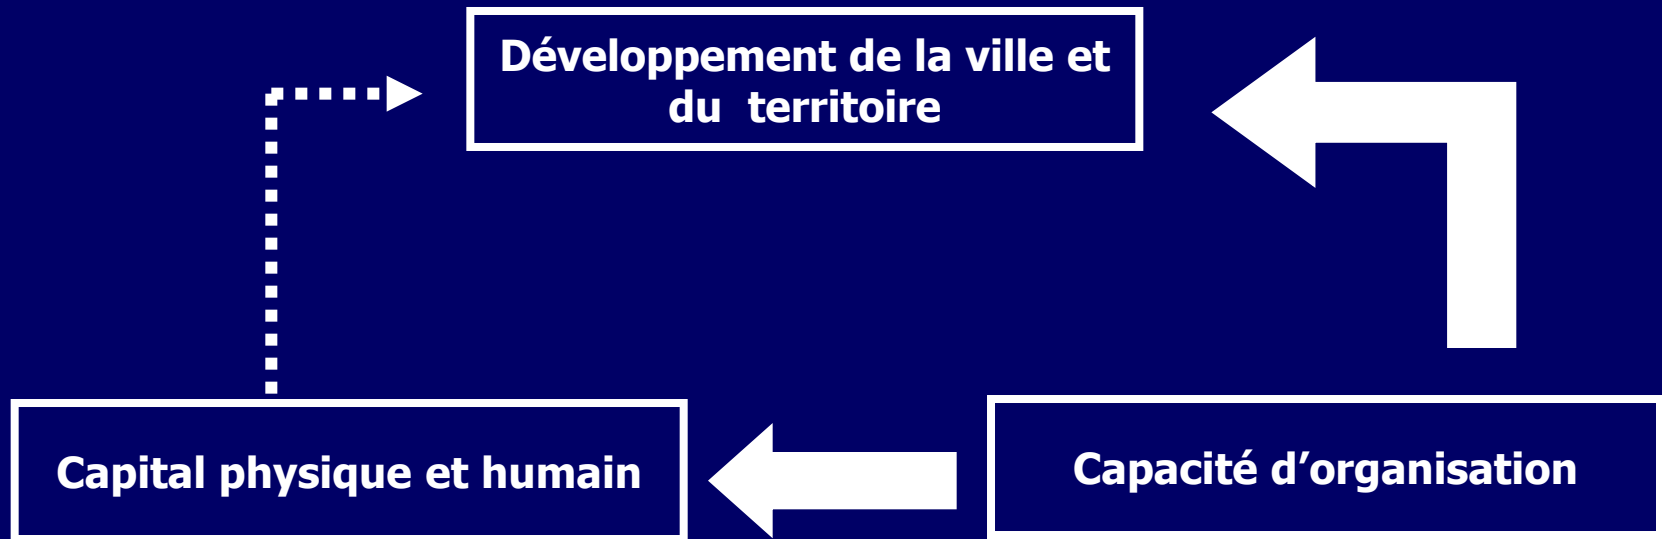 Développement de la ville et
du territoire
Capital physique et humain
Capacité d’organisation